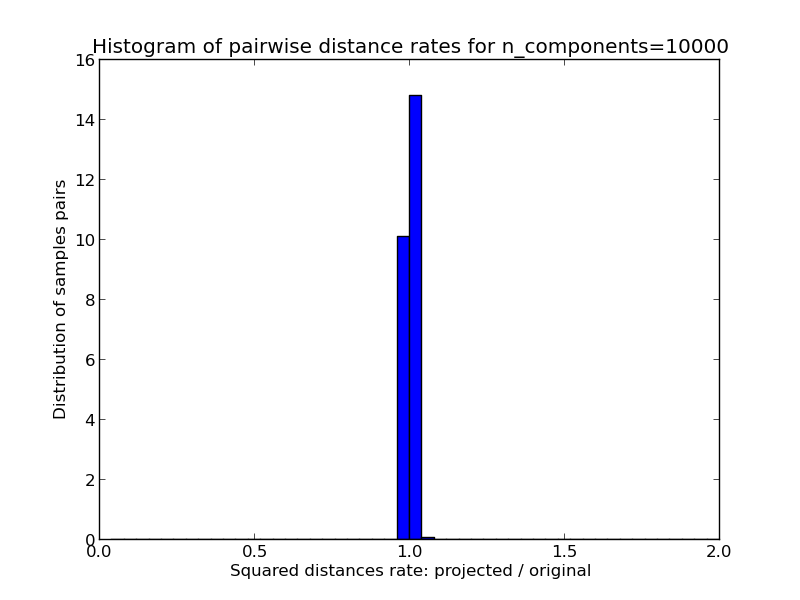 Histogram of pairwise distance rates for n_components=10000
16
14
12
10
8
6
4
2
0
Distribution of samples pairs
0.0 0.5 1.0 1.5 2.0
Squared distances rate: projected / original